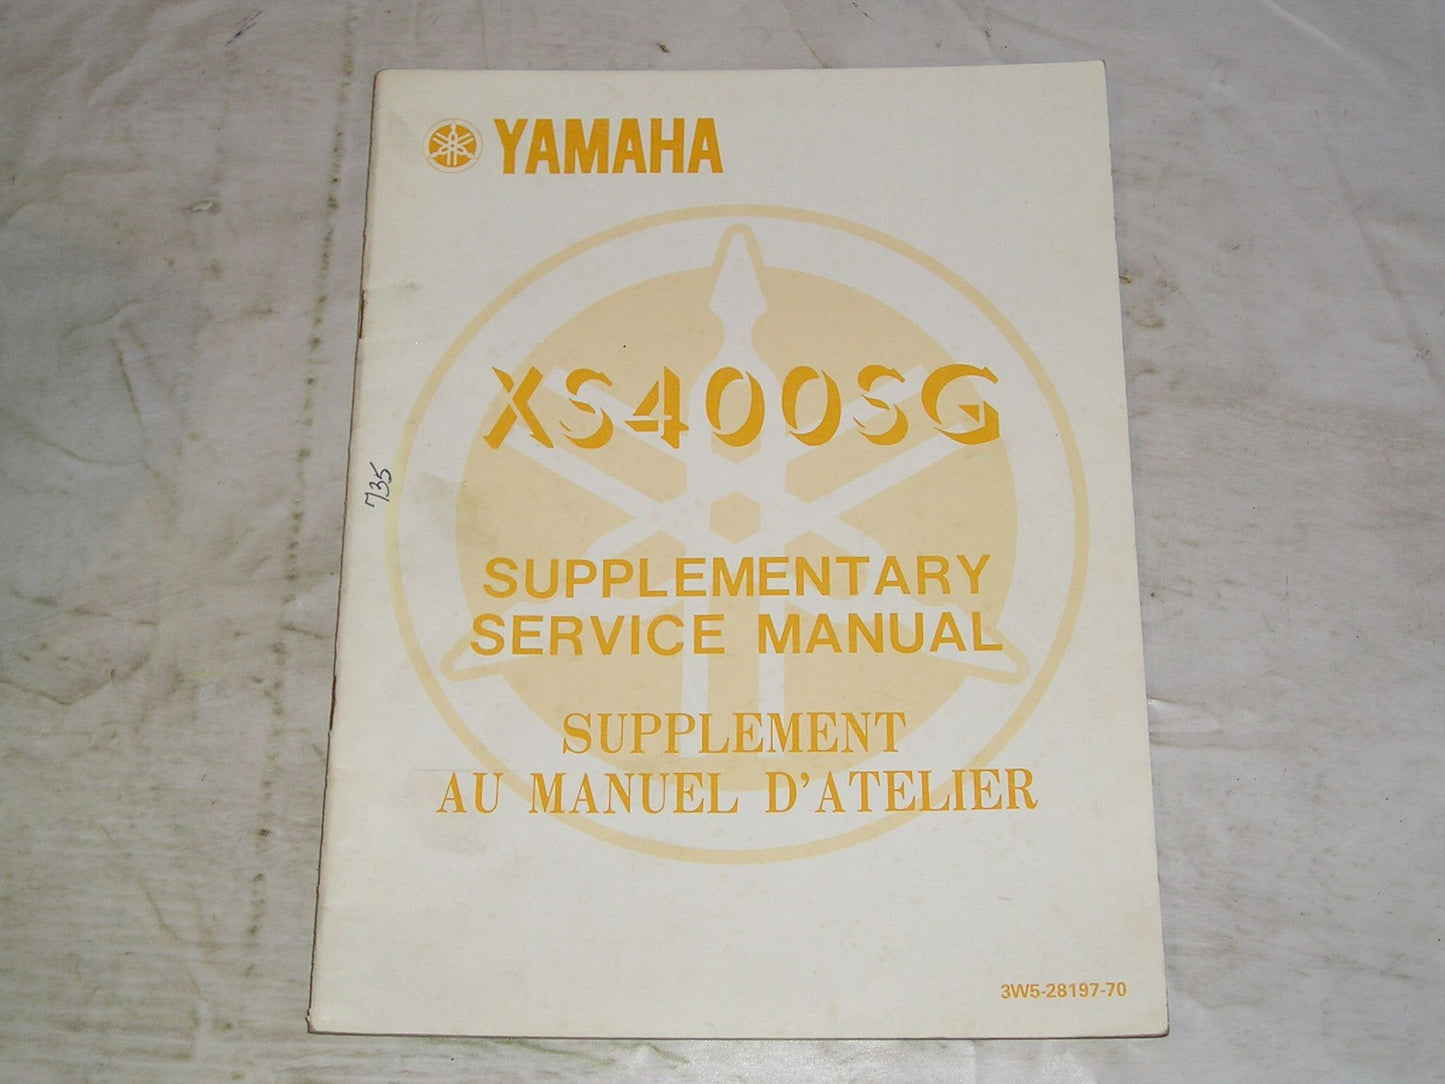 YAMAHA
XS400SG
735
SUPPLEMENTARY
SERVICE MANUAL
SUPPLEMENT
AU MANUEL D'ATELIER
3W5-28197-70